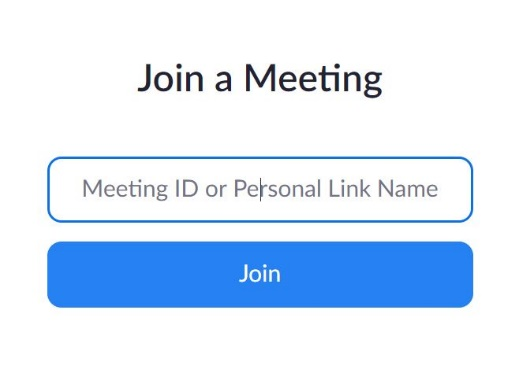 Join a Meeting
Meeting ID or Personal Link Name
Join